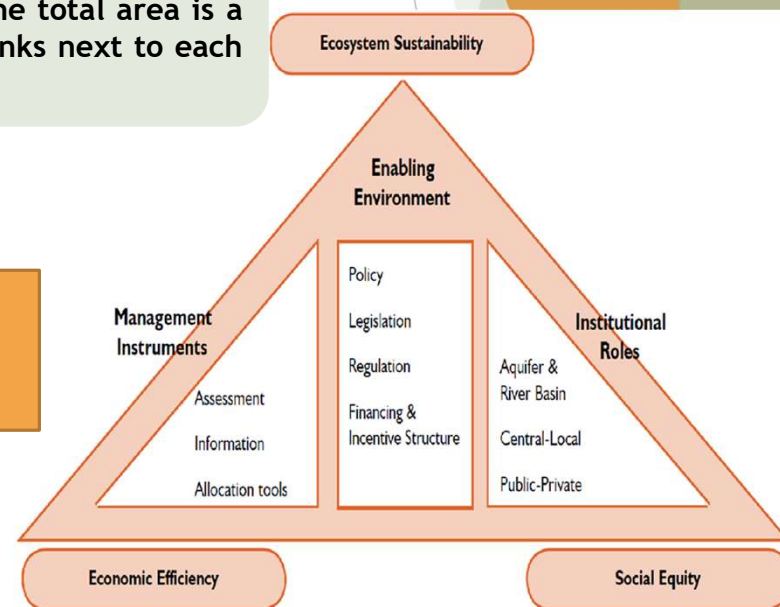 he total area is a
nks next to each
Ecosystem Sustainability
Enabling
Environment
Management
Instruments
Assessment
Information
Allocation tools
Policy
Legislation
Regulation
Financing &
Incentive Structure
Institutional
Roles
Aquifer &
River Basin
Central-Local
Public-Private
Economic Efficiency
Social Equity